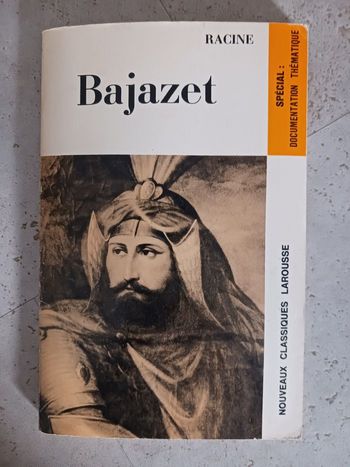 RACINE
Bajazet
SPÉCIAL :
DOCUMENTATION THÉMATIQUE
NOUVEAUX CLASSIQUES LAROUSSE